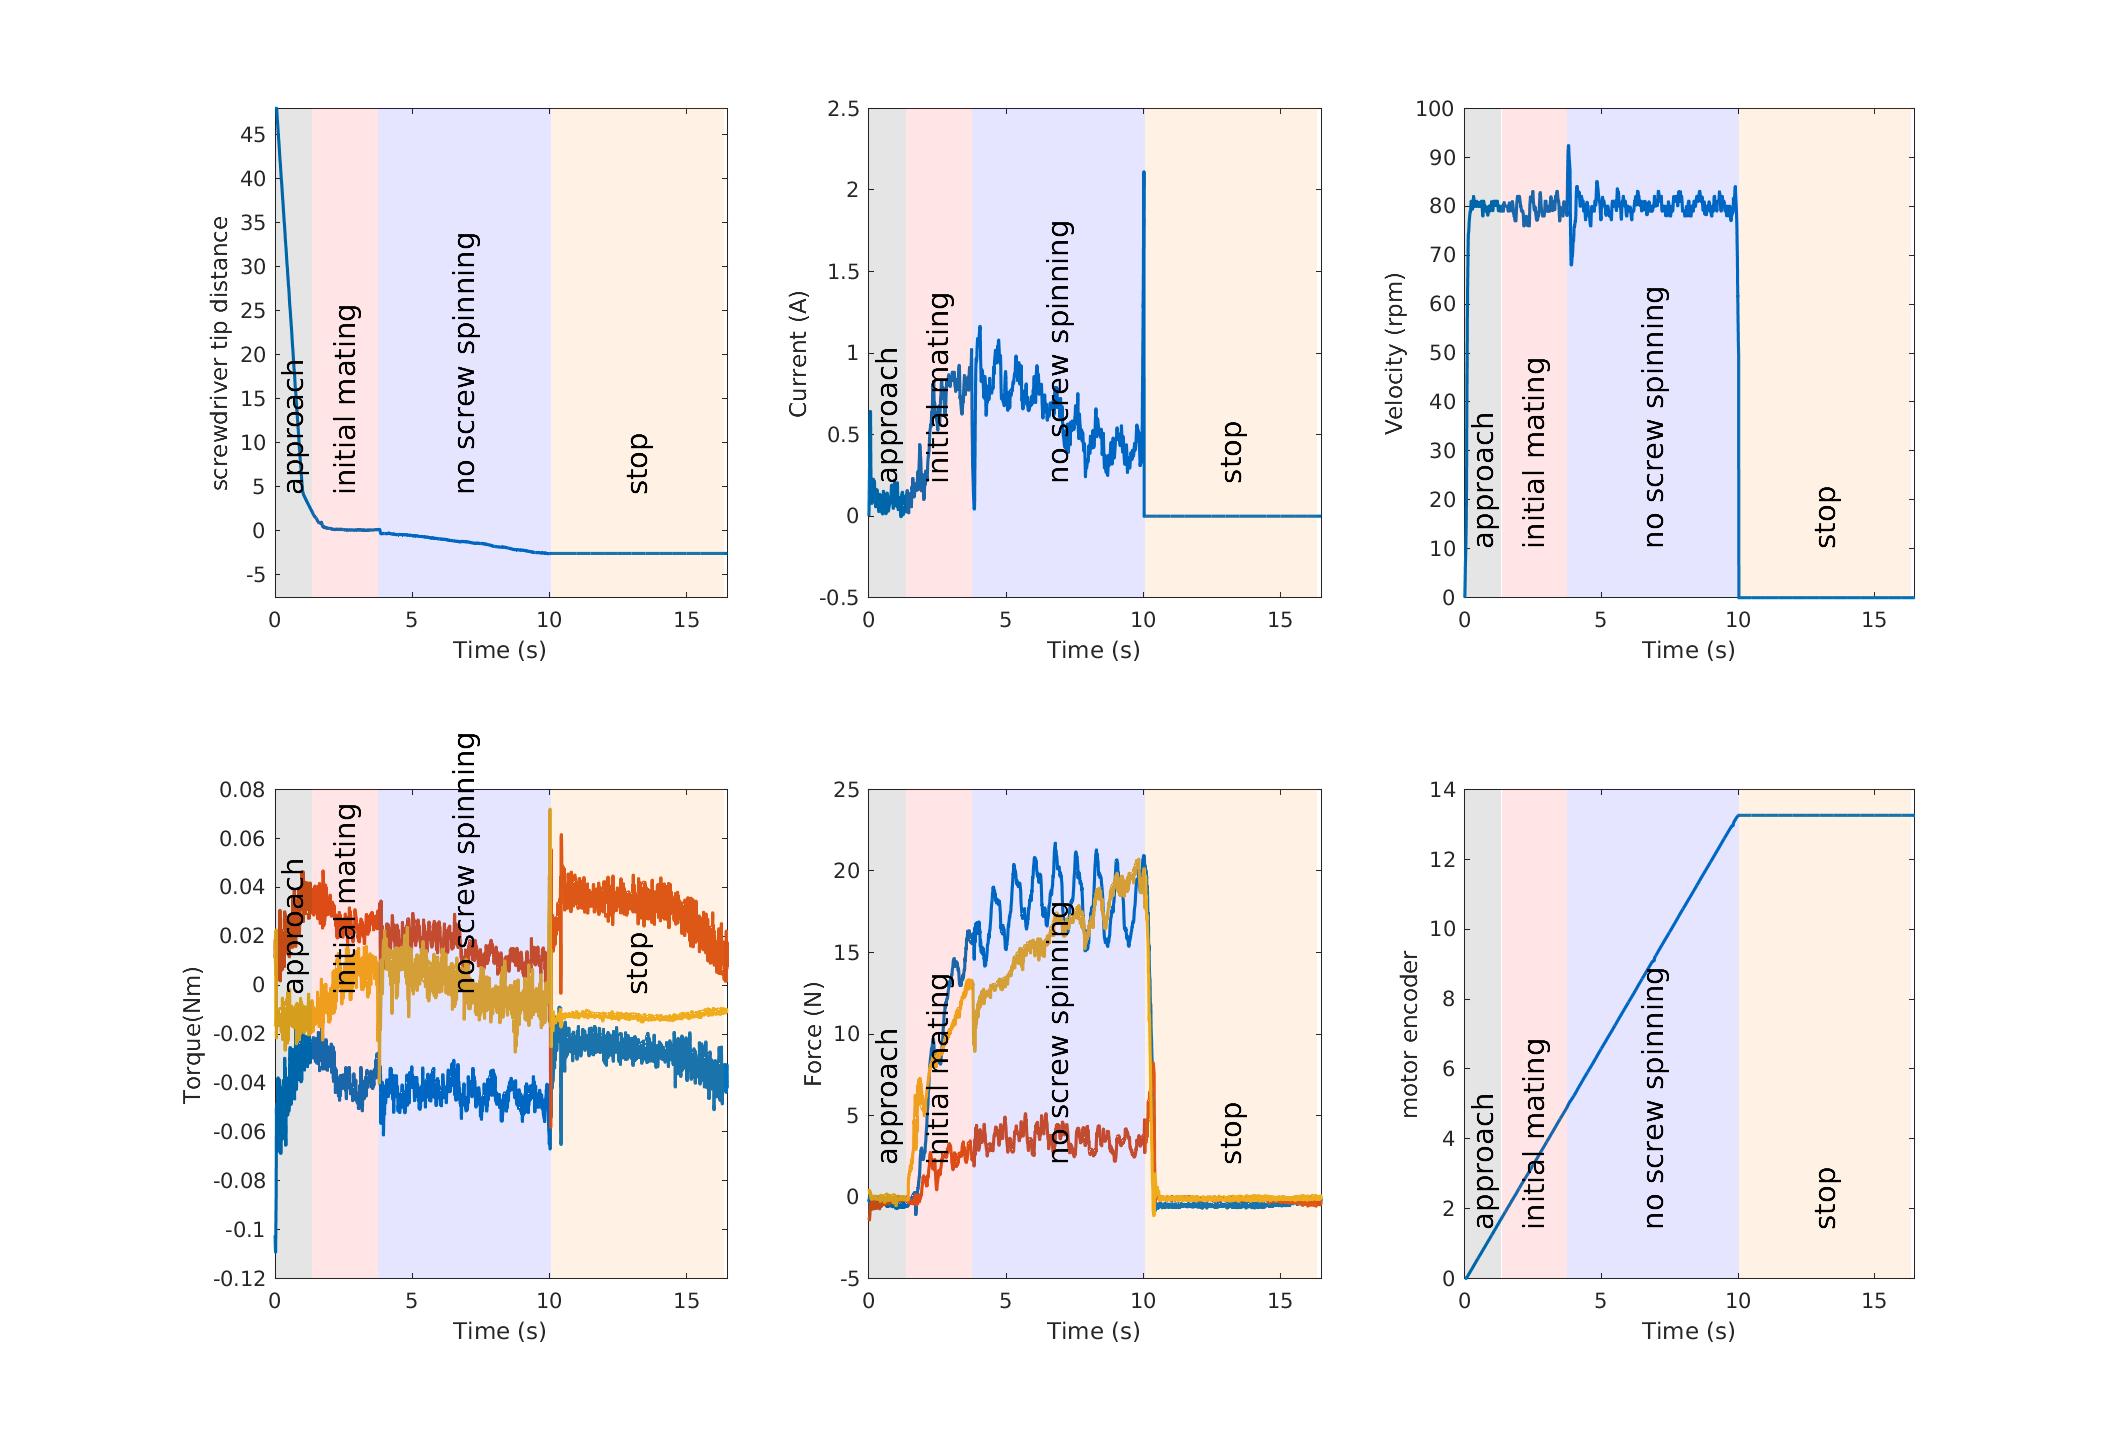 screwdriver tip distance
45
40
35
30
25
20
15
10
5
0
-5
approach
initial mating
no screw spinning
stop
0 5 10 15
Time (s)
Current (A)
2.5
2
1.5
1
0.5
0
-0.5
approach
initial mating
no screw spinning
stop
0 5 10 15
Time (s)
Velocity (rpm)
100
90
80
70
60
50
40
30
20
10
0
approach
initial mating
no screw spinning
stop
0 5 10 15
Time (s)
Torque(Nm)
0.08
0.06
0.04
0.02
0
-0.02
-0.04
-0.06
-0.08
-0.1
-0.12
approach
initial mating
no screw spinning
stop
0 5 10 15
Time (s)
Force (N)
25
20
15
10
5
0
-5
approach
initial mating
no screw spinning
stop
0 5 10 15
Time (s)
motor encoder
14
12
10
8
6
4
2
0
approach
initial mating
no screw spinning
stop
0 5 10 15
Time (s)